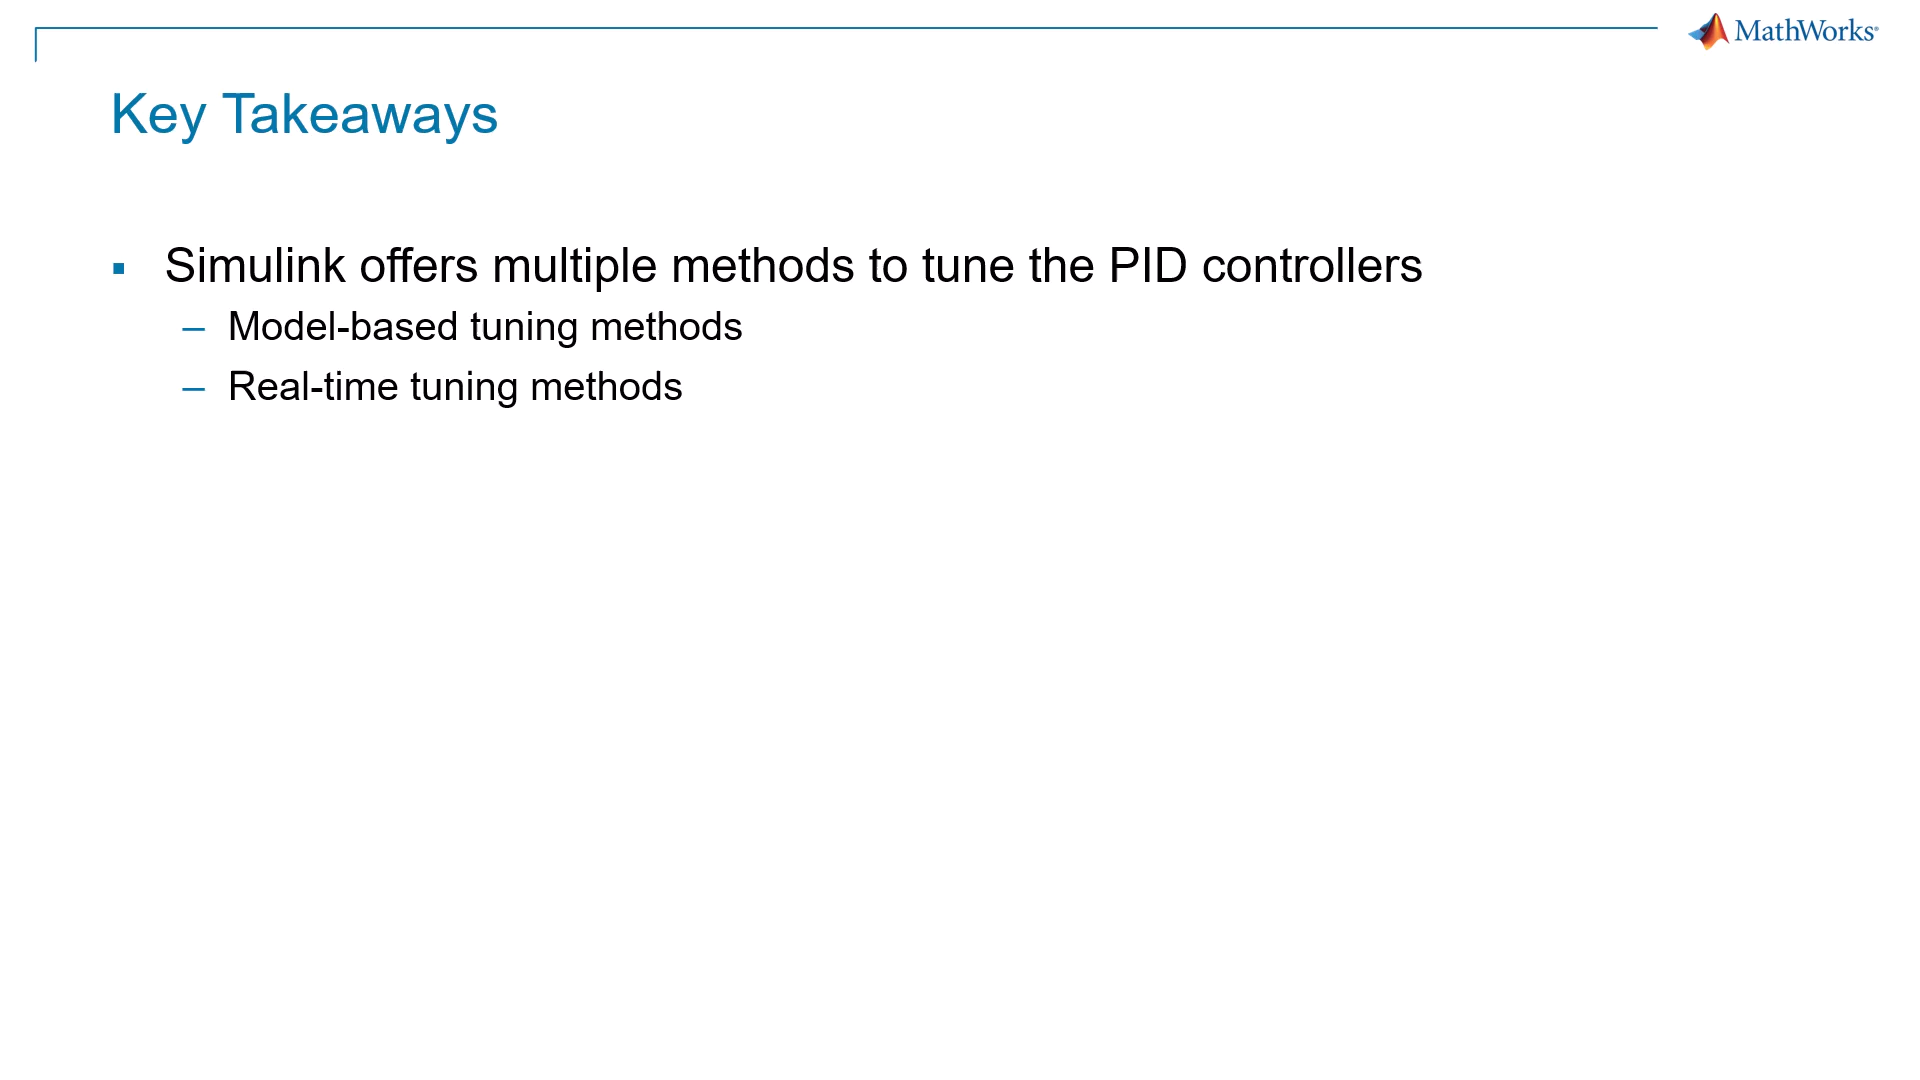 MathWorks®
Key Takeaways
▪ Simulink offers multiple methods to tune the PID controllers
– Model-based tuning methods
– Real-time tuning methods